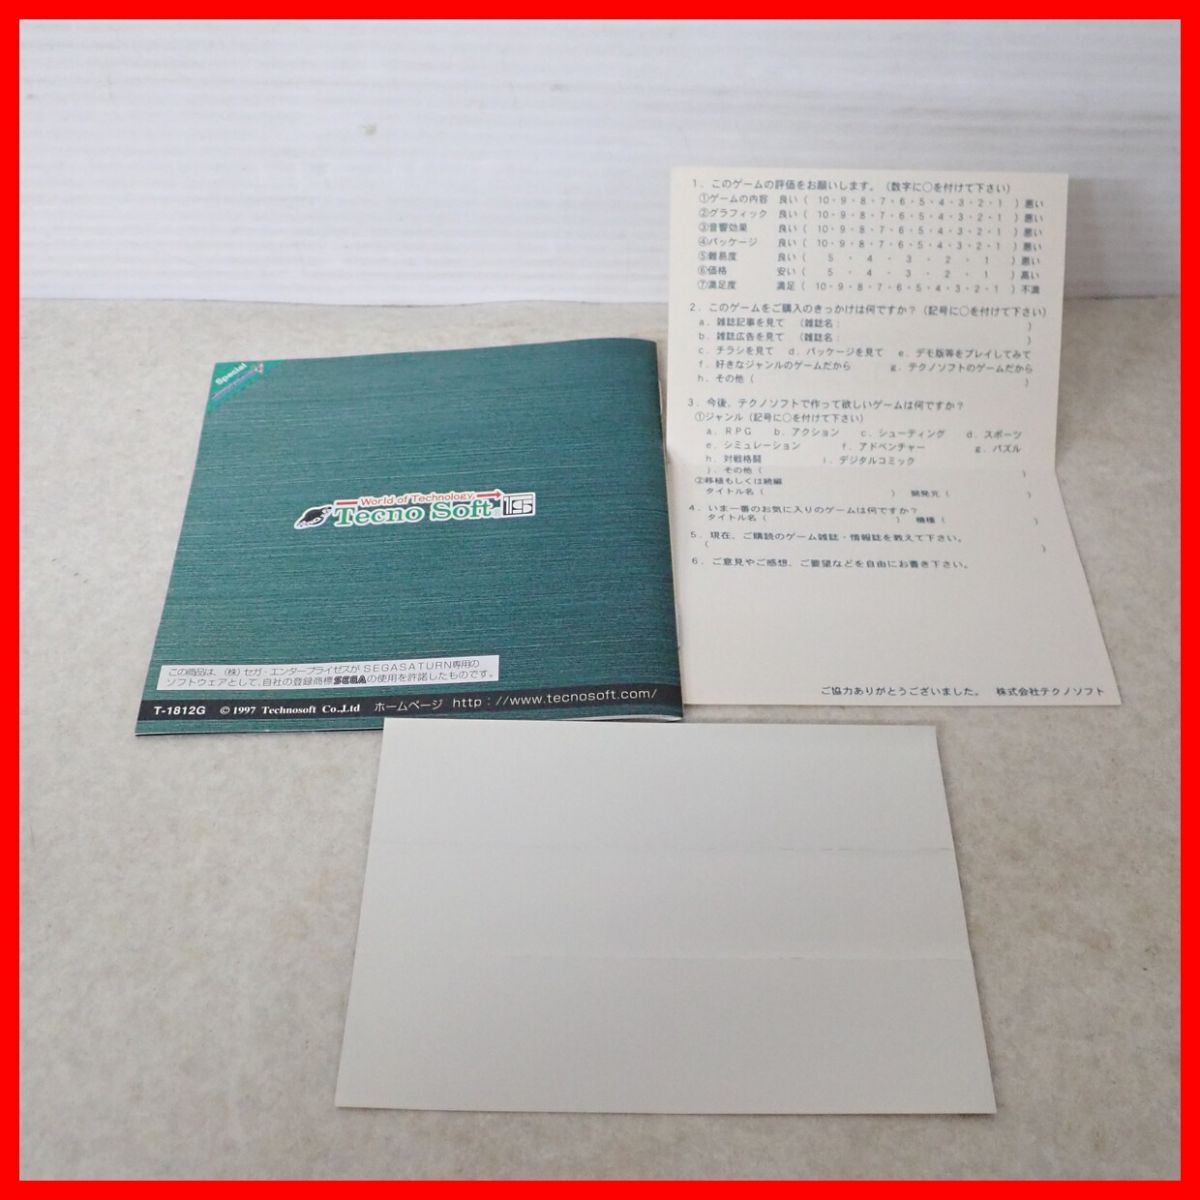 Special
World of Technology
Tecno Soft
この商品は、(株)セガ・エンタープライゼスが SEGASATURN専用の
ソフトウェアとして、自社の登録商標SEGAの使用を許諾したものです。
T-1812G © 1997 Technosoft Co.,Ltd ホームページ http://www.tecnosoft.com/
1. このゲームの評価をお願いします。(数字に○を付けて下さい)
①ゲームの内容 良い( 10・9・8・7・6・5・4・3・2・1 )悪い
②グラフィック 良い( 10・9・8・7・6・5・4・3・2・1 )悪い
③音響効果 良い( 10・9・8・7・6・5・4・3・2・1 )悪い
④パッケージ 良い( 10・9・8・7・6・5・4・3・2・1 )悪い
⑤難易度 良い( 5 ・ 4 ・ 3 ・ 2 ・ 1 )悪い
⑥価格 安い( 5 ・ 4 ・ 3 ・ 2 ・ 1 )高い
⑦満足度 満足( 10・9・8・7・6・5・4・3・2・1 )不満
2. このゲームをご購入のきっかけは何ですか?(記号に○を付けて下さい)
a. 雑誌記事を見て (雑誌名: )
b. 雑誌広告を見て (雑誌名: )
c. チラシを見て d. パッケージを見て e. デモ版等をプレイしてみて
f. 好きなジャンルのゲームだから g. テクノソフトのゲームだから
h. その他( )
3. 今後、テクノソフトで作って欲しいゲームは何ですか?
①ジャンル(記号に○を付けて下さい)
a. RPG b. アクション c. シューティング d. スポーツ
e. シミュレーション f. アドベンチャー g. パズル
h. 対戦格闘 i. デジタルコミック
j. その他( )
②移植もしくは続編
タイトル名( ) 開発元( )
4. いま一番のお気に入りのゲームは何ですか?
タイトル名( ) 機種( )
5. 現在、ご購読のゲーム雑誌・情報誌を教えて下さい。
( )
6. ご意見やご感想、ご要望などを自由にお書き下さい。
ご協力ありがとうございました。 株式会社テクノソフト